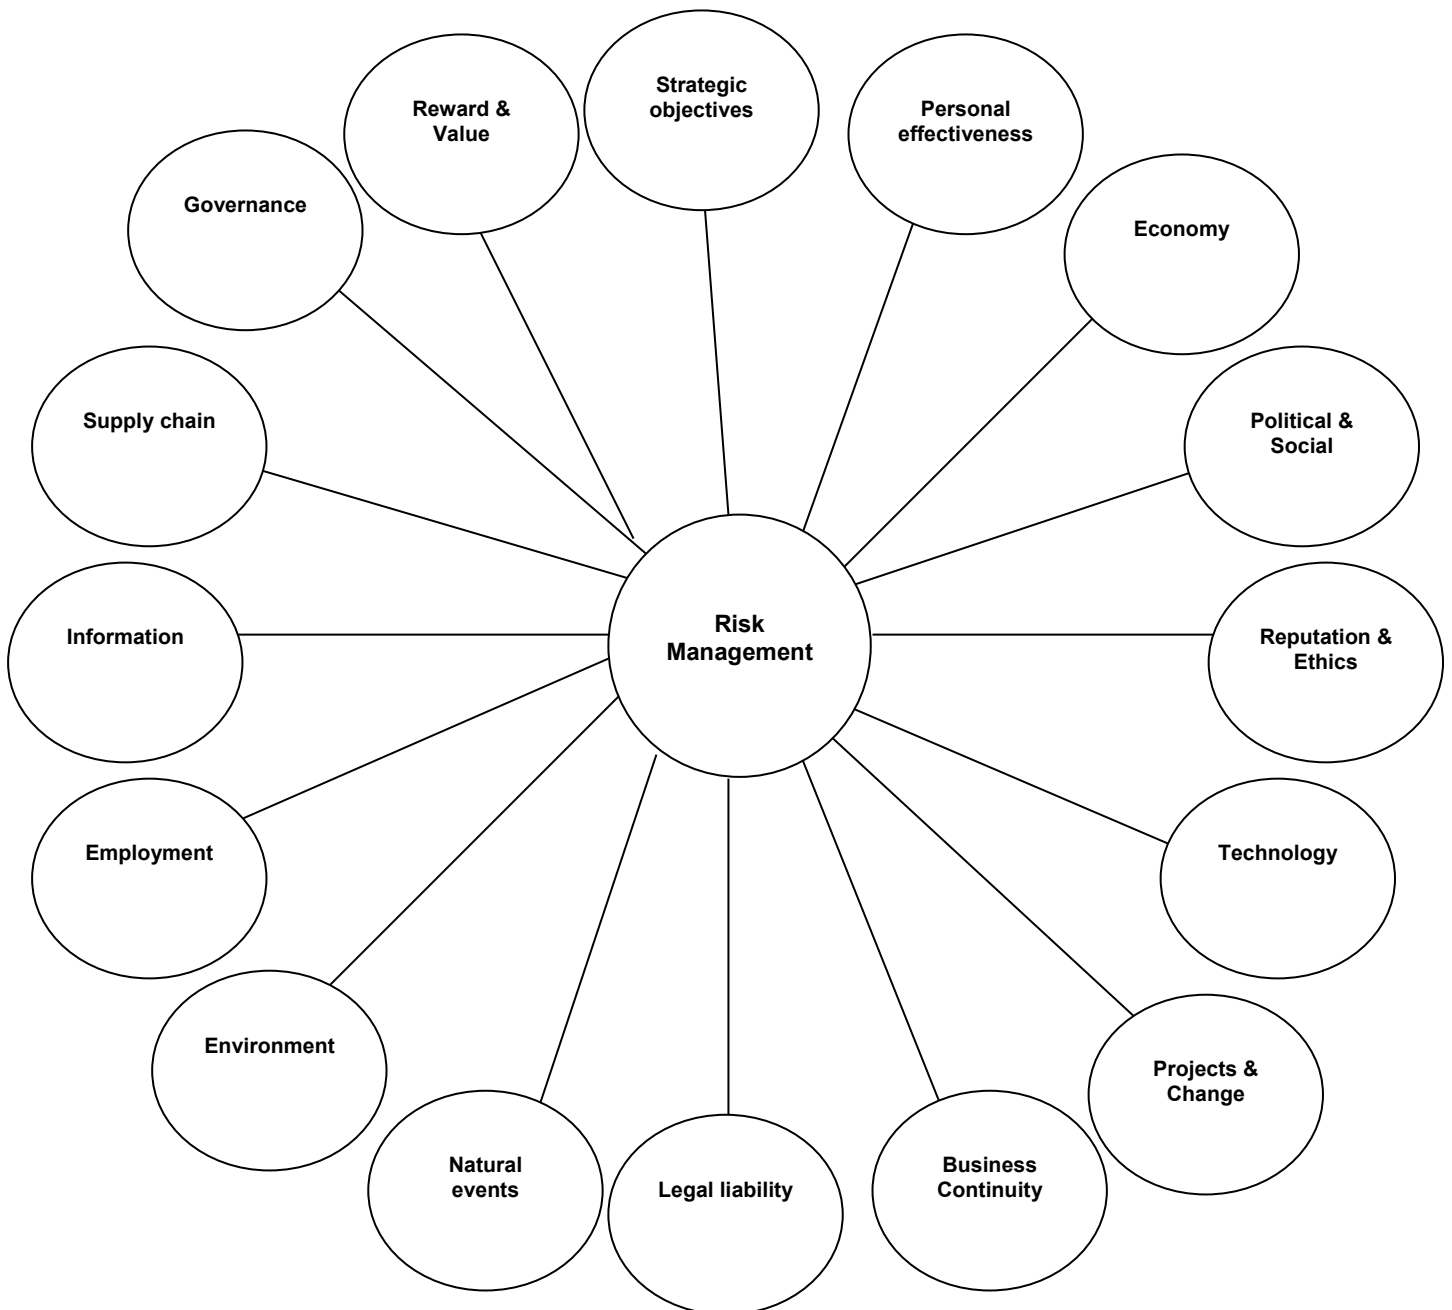 Strategic
objectives
Reward &
Value
Personal
effectiveness
Governance
Economy
Supply chain
Political &
Social
Risk
Management
Information
Reputation &
Ethics
Employment
Technology
Environment
Projects &
Change
Natural
events
Legal liability
Business
Continuity